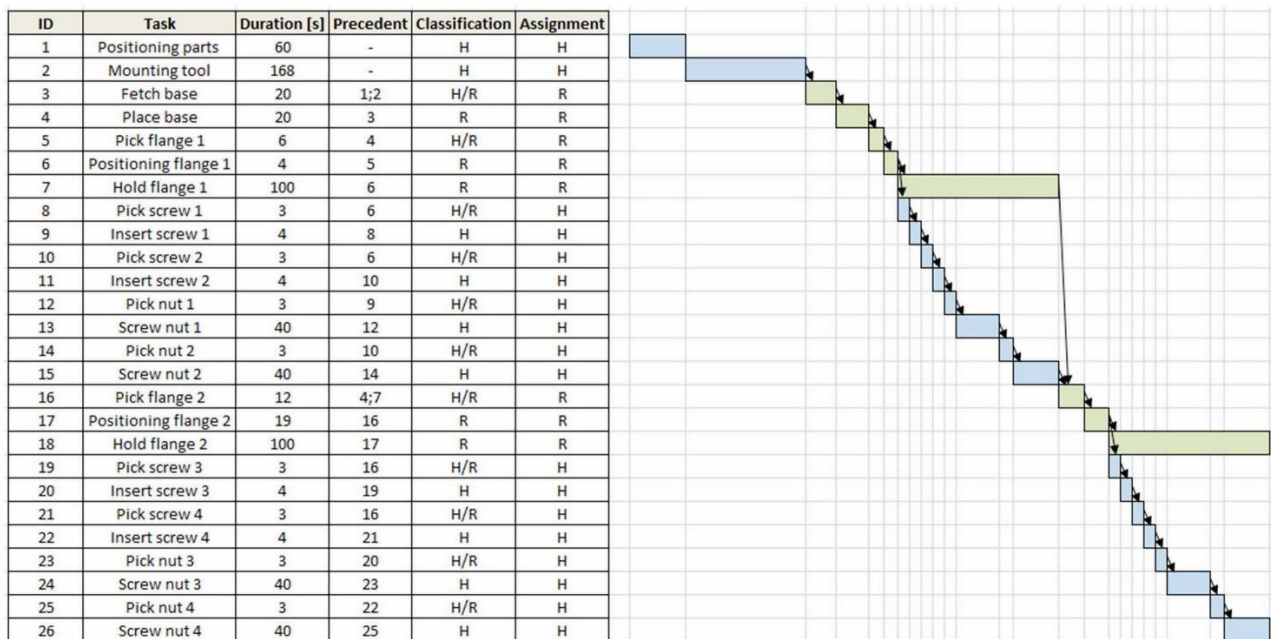 ID Task Duration [s] Precedent Classification Assignment
1 Positioning parts 60 - H H
2 Mounting tool 168 - H H
3 Fetch base 20 1;2 H/R R
4 Place base 20 3 R R
5 Pick flange 1 6 4 H/R R
6 Positioning flange 1 4 5 R R
7 Hold flange 1 100 6 R R
8 Pick screw 1 3 6 H/R H
9 Insert screw 1 4 8 H H
10 Pick screw 2 3 6 H/R H
11 Insert screw 2 4 10 H H
12 Pick nut 1 3 9 H/R H
13 Screw nut 1 40 12 H H
14 Pick nut 2 3 10 H/R H
15 Screw nut 2 40 14 H H
16 Pick flange 2 12 4;7 H/R R
17 Positioning flange 2 19 16 R R
18 Hold flange 2 100 17 R R
19 Pick screw 3 3 16 H/R H
20 Insert screw 3 4 19 H H
21 Pick screw 4 3 16 H/R H
22 Insert screw 4 4 21 H H
23 Pick nut 3 3 20 H/R H
24 Screw nut 3 40 23 H H
25 Pick nut 4 3 22 H/R H
26 Screw nut 4 40 25 H H